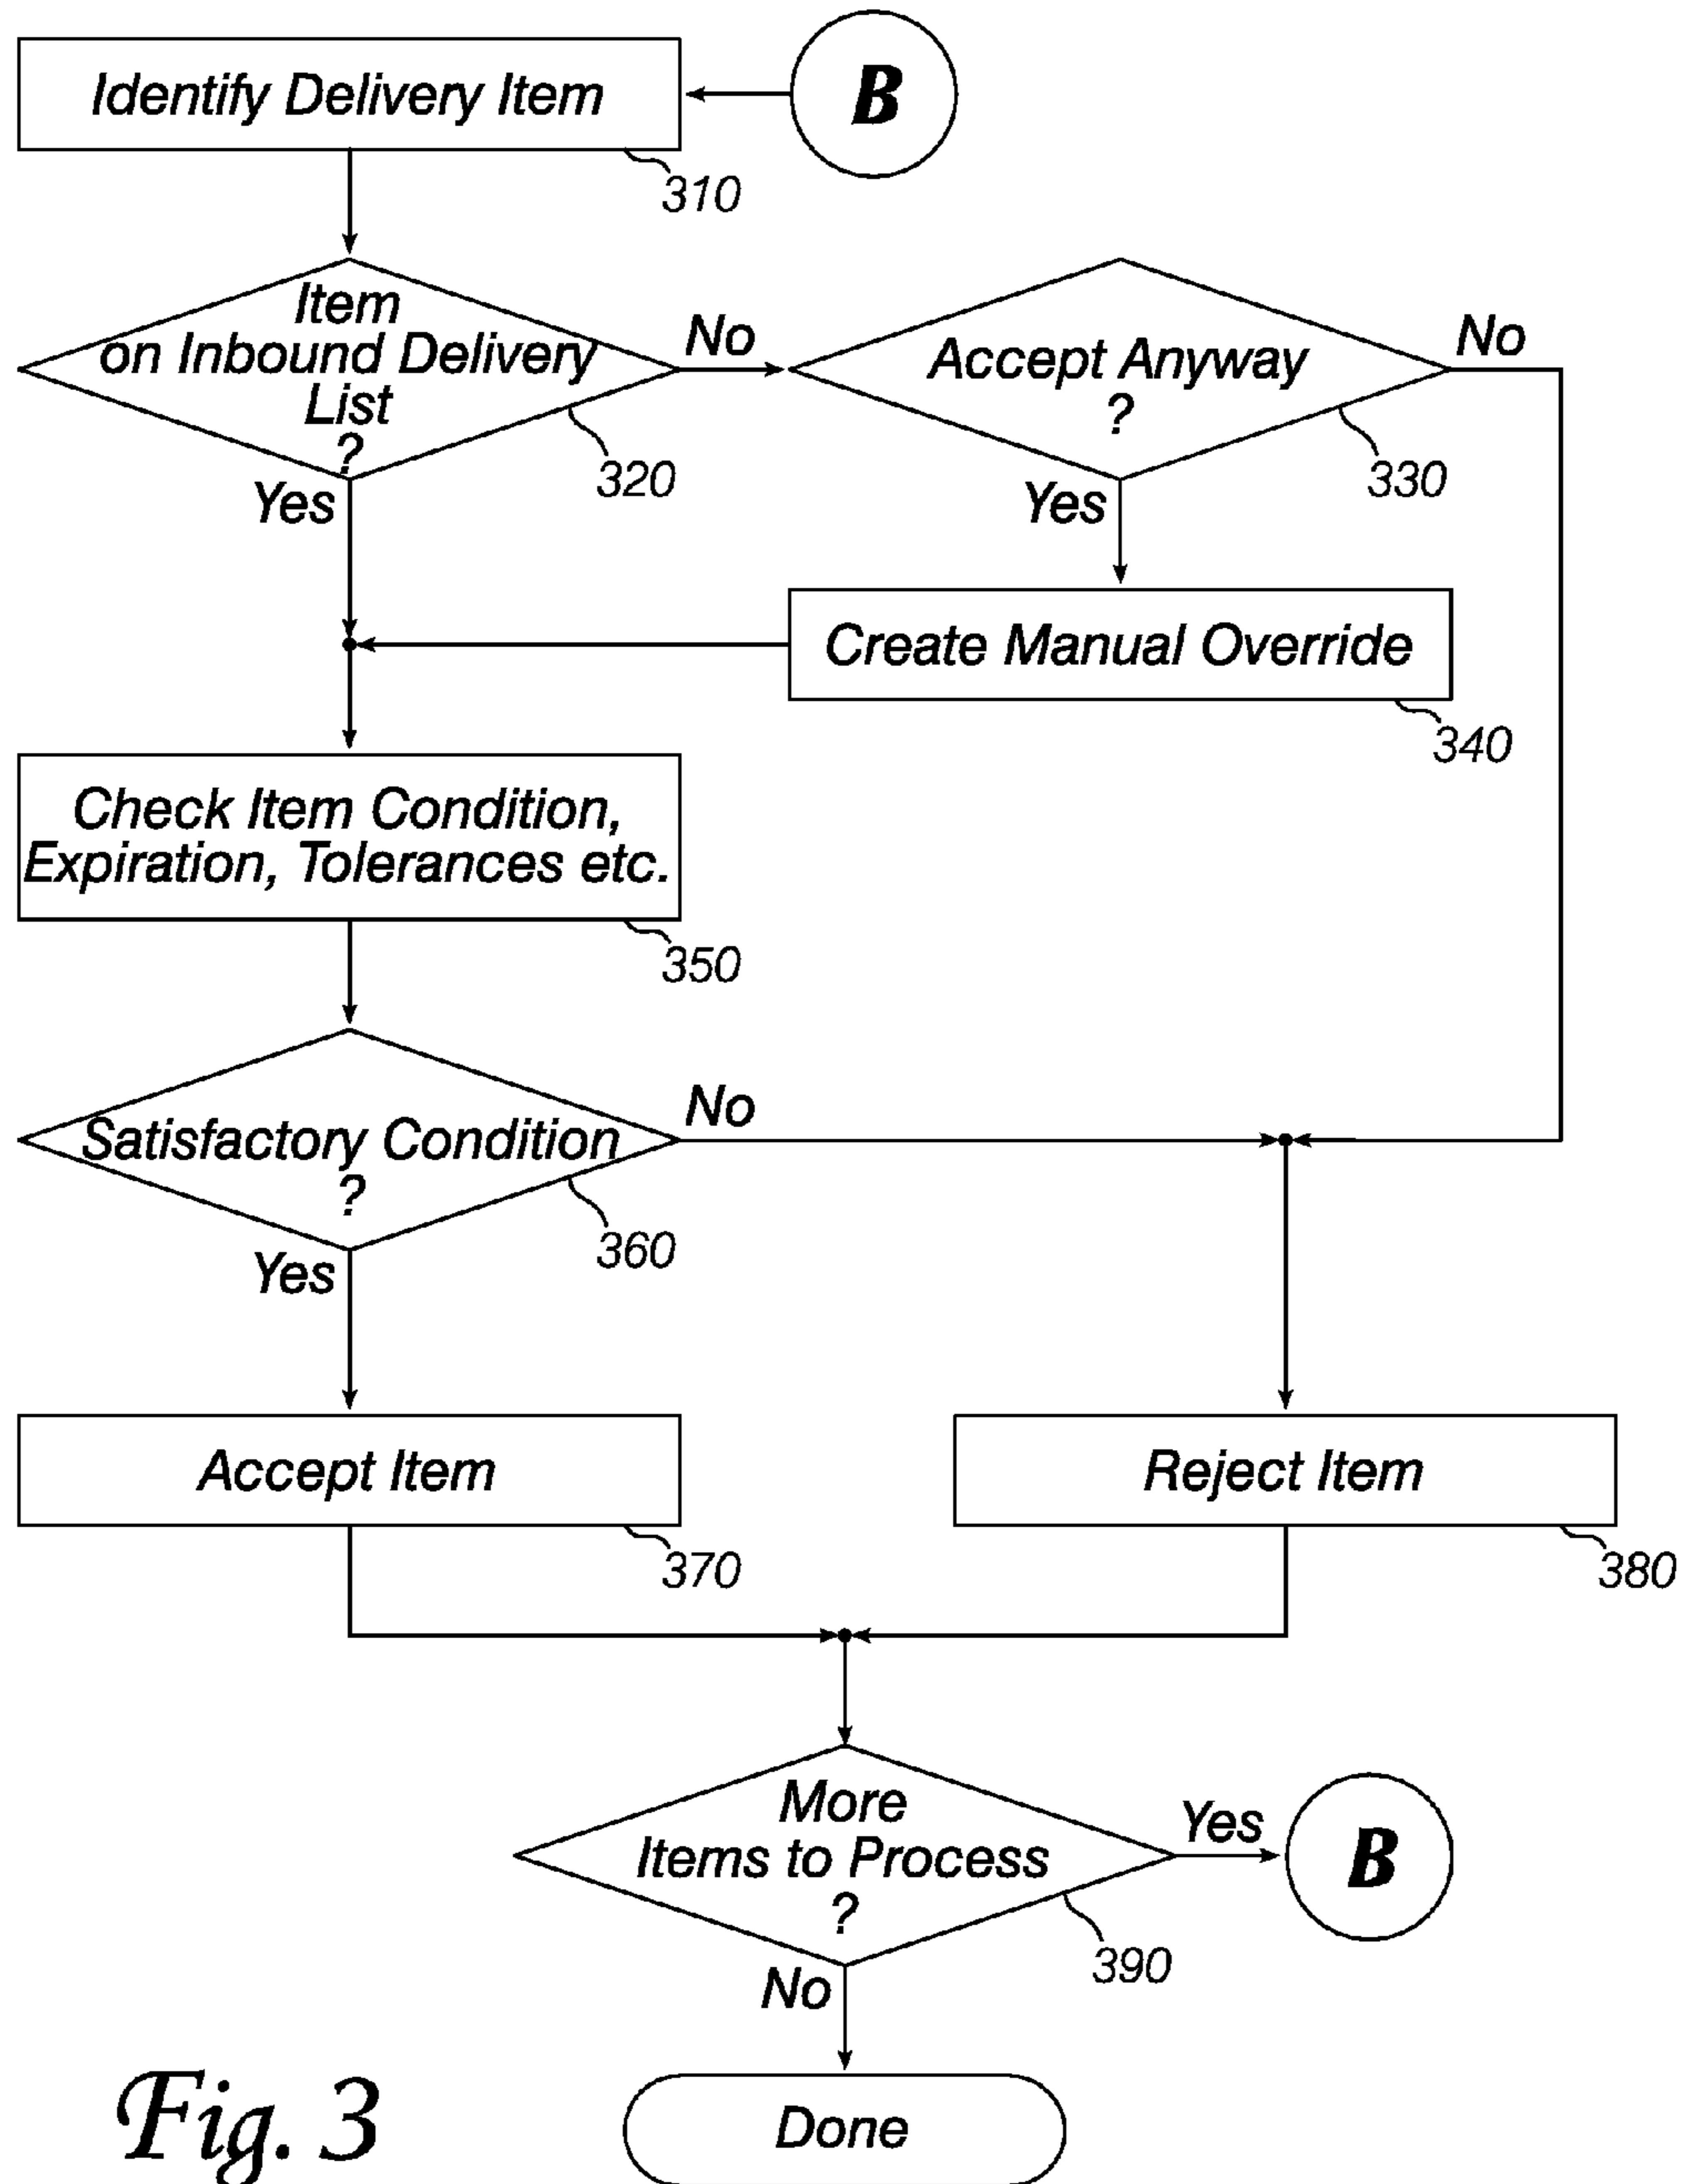 Identify Delivery Item
B
310
Item
on Inbound Delivery
List
?
320
No
Accept Anyway
?
330
No
Yes
Yes
Create Manual Override
340
Check Item Condition,
Expiration, Tolerances etc.
350
Satisfactory Condition
?
360
No
Yes
Accept Item
370
Reject Item
380
More
Items to Process
?
390
Yes
B
No
Done
Fig. 3